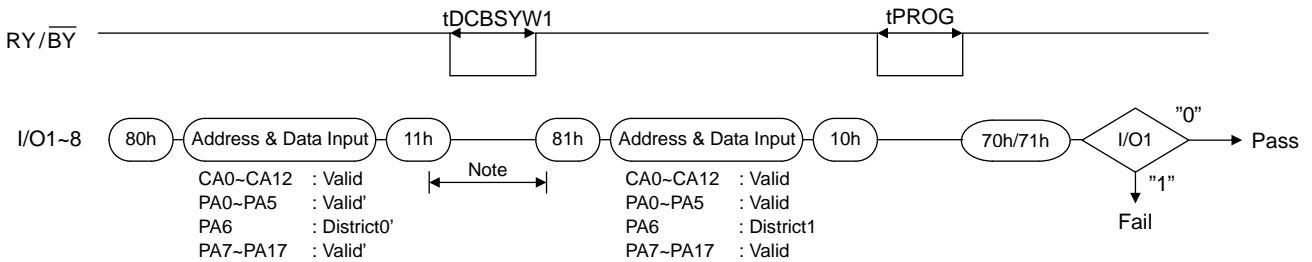 tDCBSYW1
tPROG
RY/BY
I/O1~8
80h
Address & Data Input
11h
81h
Address & Data Input
10h
70h/71h
I/O1
"0"
Pass
"1"
Fail
Note
CA0~CA12 : Valid
PA0~PA5 : Valid'
PA6 : District0'
PA7~PA17 : Valid'
CA0~CA12 : Valid
PA0~PA5 : Valid
PA6 : District1
PA7~PA17 : Valid